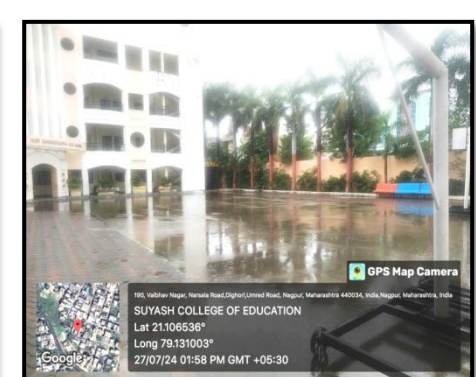 GPS Map Camera
190, Vaibhav Nagar, Narsala Road,Dighori,Umred Road, Nagpur, Maharashtra 440034, India,Nagpur, Maharashtra, India
SUYASH COLLEGE OF EDUCATION
Lat 21.106536°
Long 79.131003°
27/07/24 01:58 PM GMT +05:30
Google